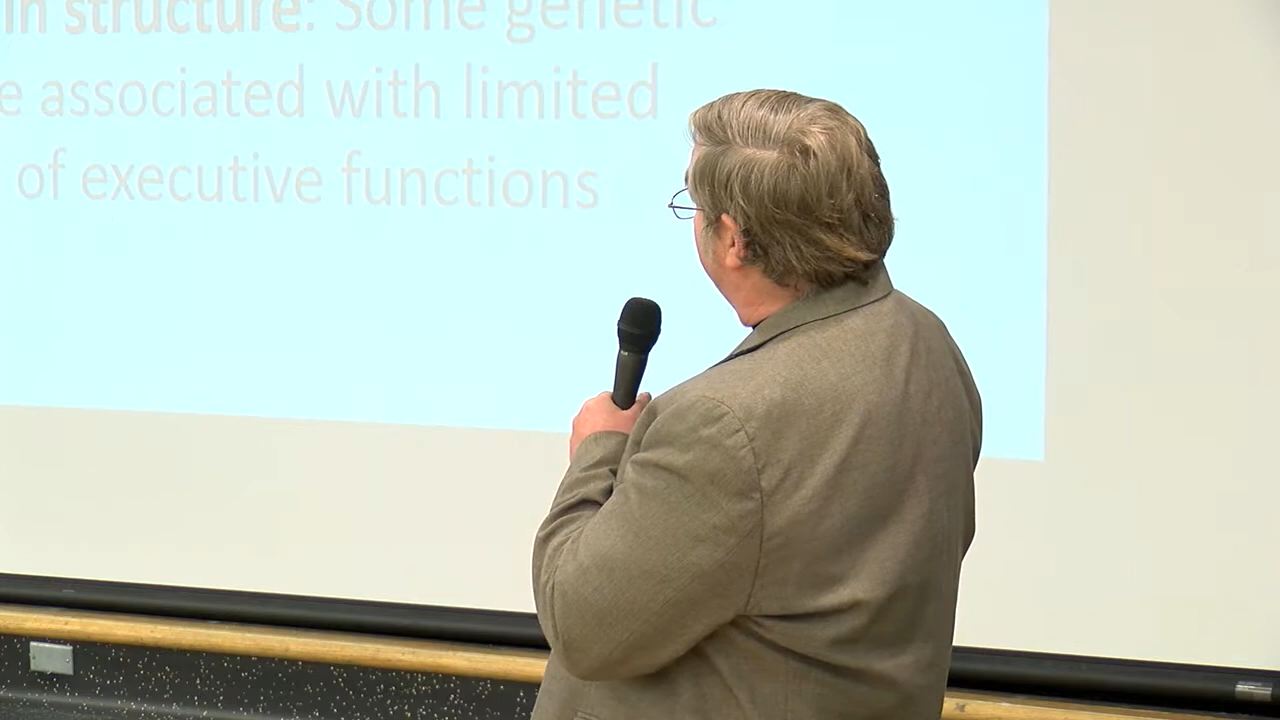 in structure: Some genetic
e associated with limited
of executive functions